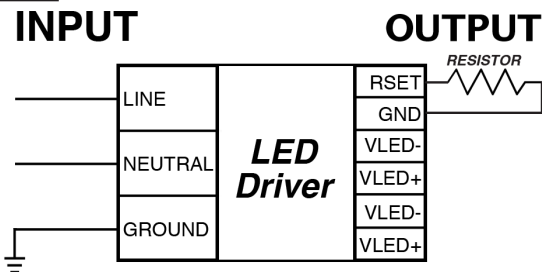 INPUT
OUTPUT
RESISTOR
LINE
NEUTRAL
GROUND
LED
Driver
RSET
GND
VLED-
VLED+
VLED-
VLED+